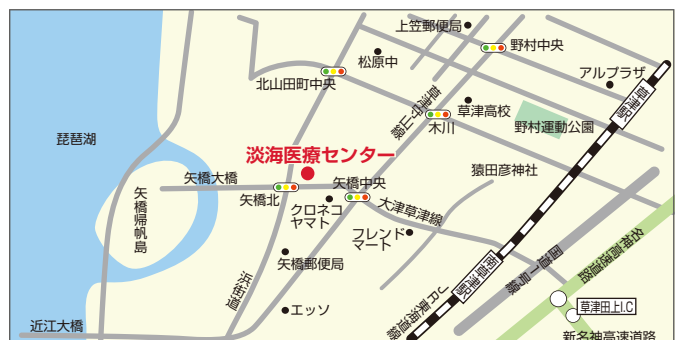 上笠郵便局
野村中央
松原中
アルプラザ
北山田町中央
草津駅
草津守山線
草津高校
木川
野村運動公園
琵琶湖
淡海医療センター
猿田彦神社
矢橋大橋
矢橋中央
矢橋帰帆島
矢橋北
クロネコ
ヤマト
大津草津線
フレンド
マート
名神高速道路
国道1号線
南草津駅
矢橋郵便局
浜街道
JR東海道線
エッソ
草津田上I.C
近江大橋
新名神高速道路